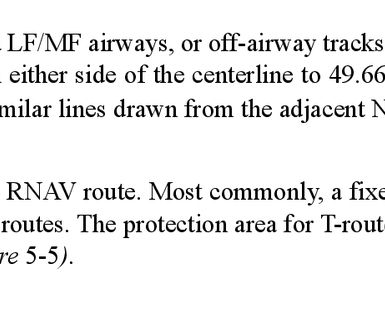 LF/MF airways, or off-airway tracks
either side of the centerline to 49.66
milar lines drawn from the adjacent N
RNAV route. Most commonly, a fixe
routes. The protection area for T-rout
re 5-5).